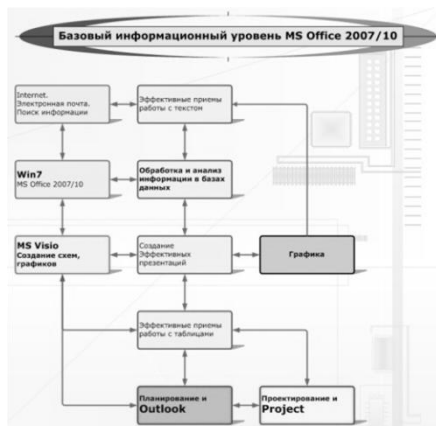 Базовый информационный уровень MS Office 2007/10
Internet.
Электронная почта.
Поиск информации
Эффективные приемы
работы с текстом
Win7
MS Office 2007/10
Обработка и анализ
информации в базах
данных
MS Visio
Создание схем,
графиков
Создание
Эффективных
презентаций
Графика
Эффективные приемы
работы с таблицами
Планирование и
Outlook
Проектирование и
Project